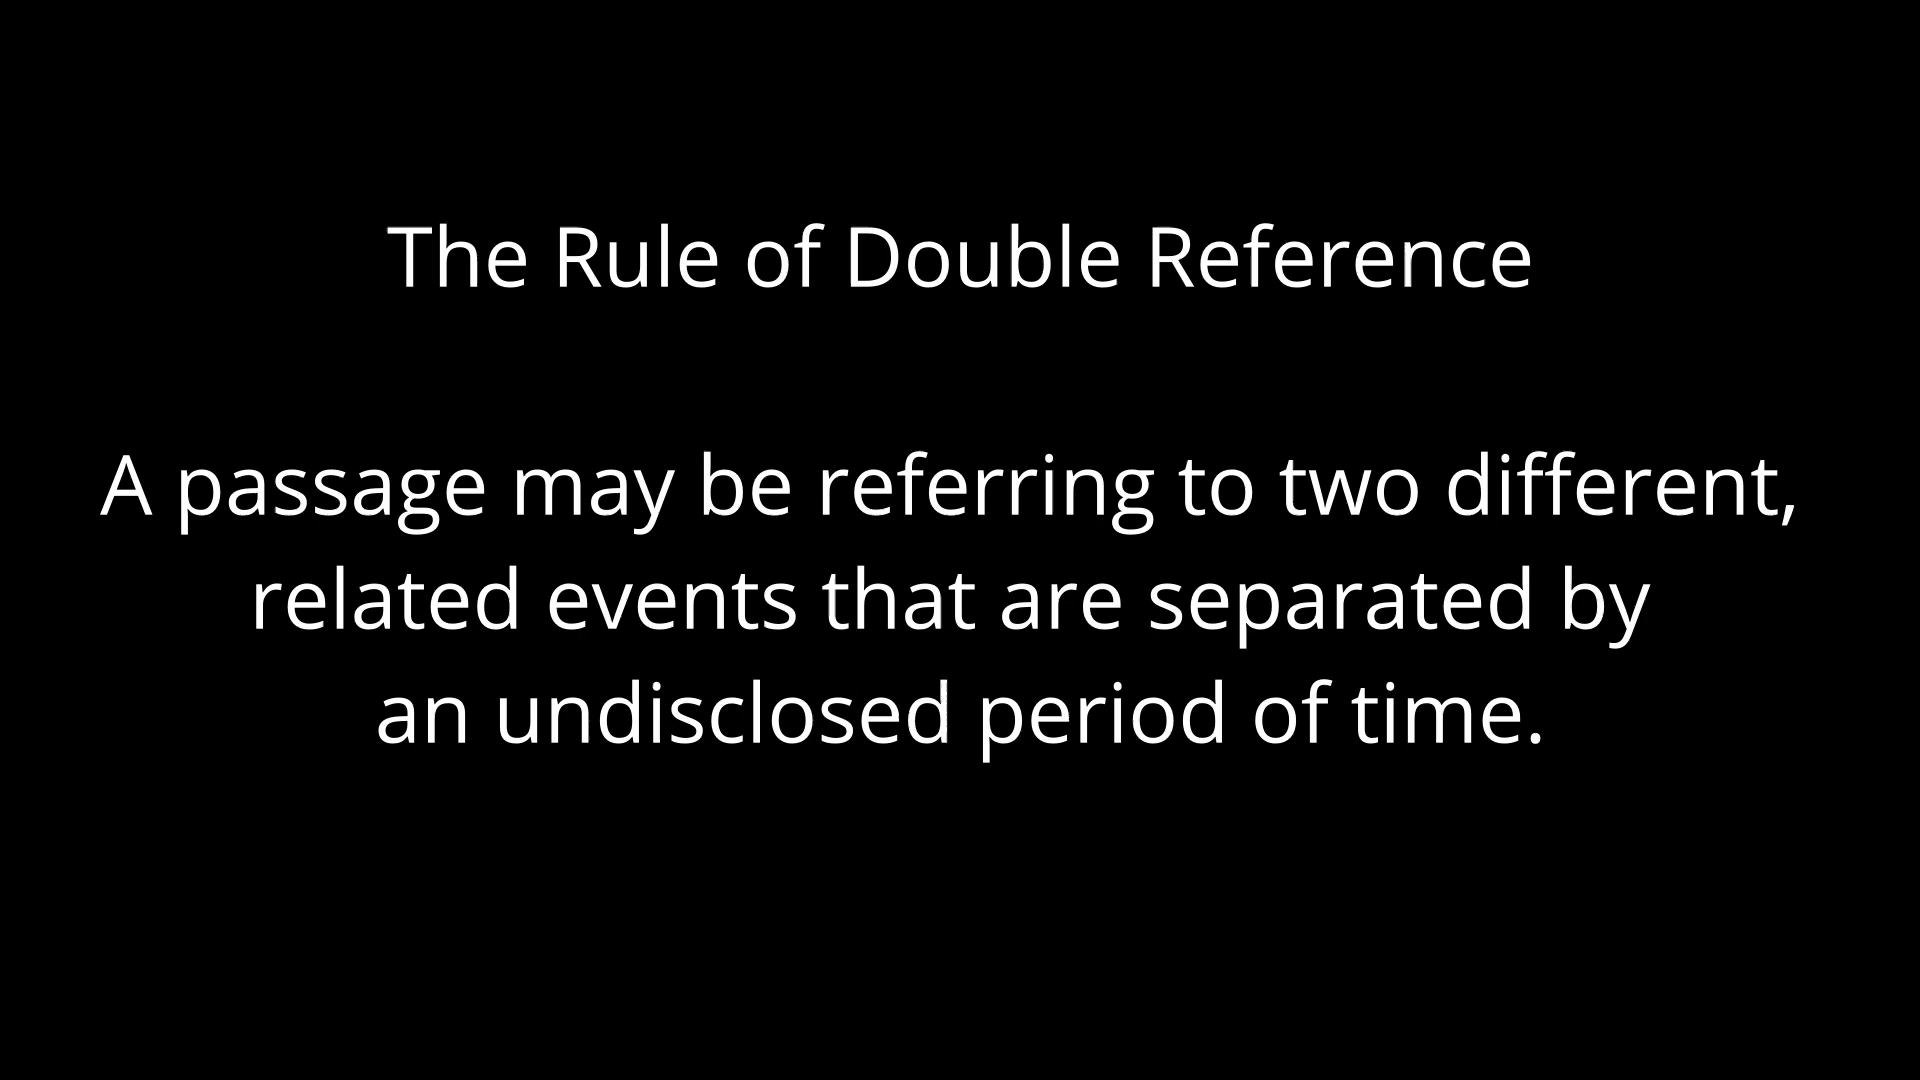 The Rule of Double Reference
A passage may be referring to two different,
related events that are separated by
an undisclosed period of time.